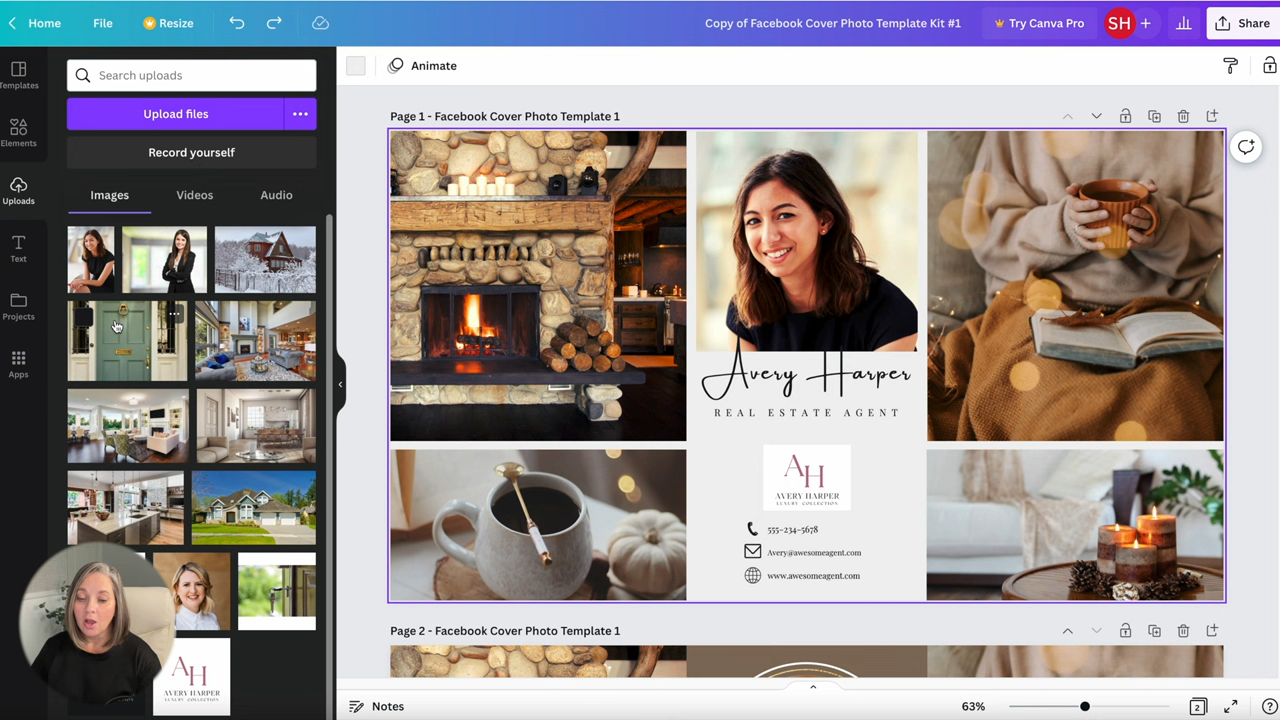 Home File Resize Copy of Facebook Cover Photo Template Kit #1 Try Canva Pro SH + Share
Templates
Elements
Uploads
Text
Projects
Apps
Search uploads
Upload files
Record yourself
Images Videos Audio
AH
AVERY HARPER
LUXURY COLLECTION
Animate
Page 1 - Facebook Cover Photo Template 1
Avery Harper
REAL ESTATE AGENT
AH
AVERY HARPER
LUXURY COLLECTION
555-234-5678
Avery@awesomeagent.com
www.awesomeagent.com
Page 2 - Facebook Cover Photo Template 1
Notes 63% 2